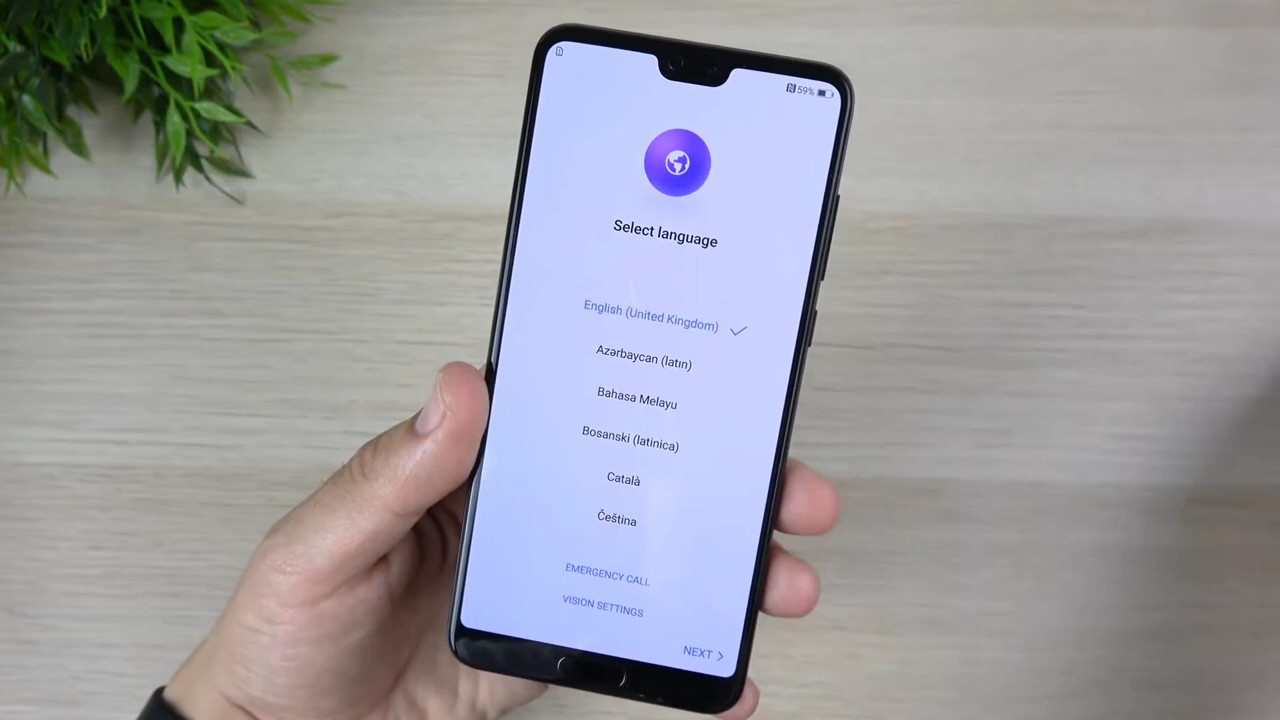 59%
Select language
English (United Kingdom)
Azərbaycan (latın)
Bahasa Melayu
Bosanski (latinica)
Català
Čeština
EMERGENCY CALL
VISION SETTINGS
NEXT